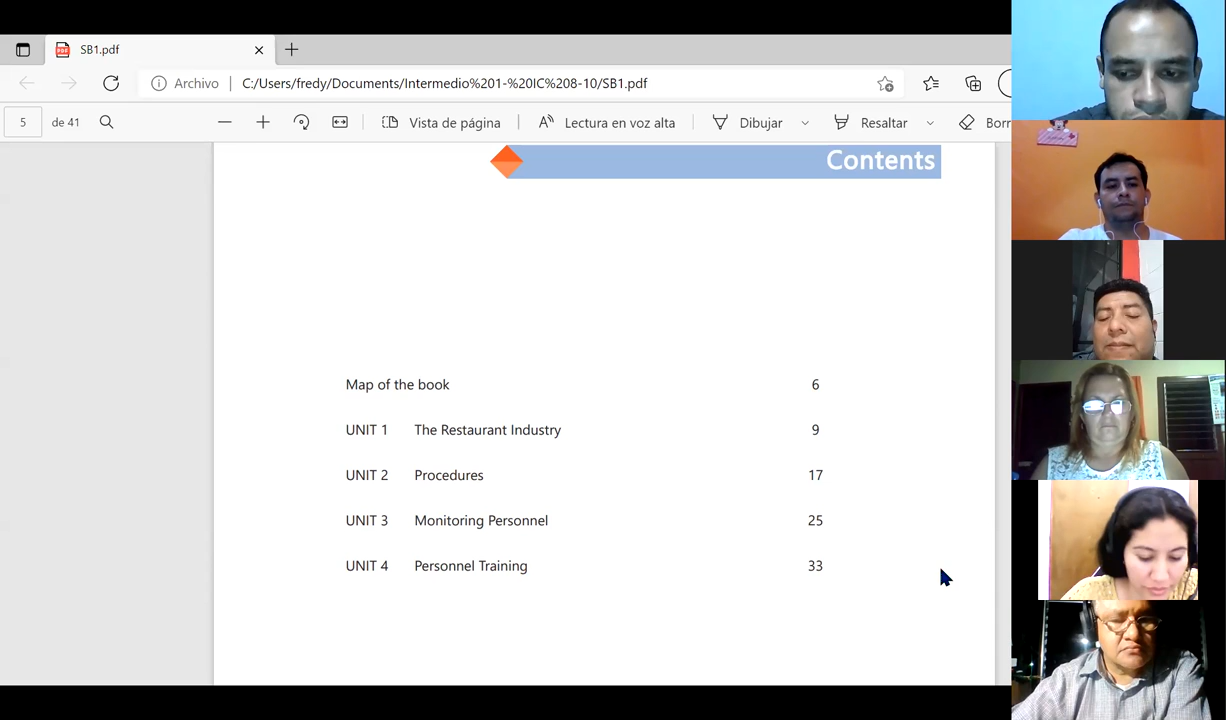 SB1.pdf
Archivo C:/Users/fredy/Documents/Intermedio%201-%20IC%208-10/SB1.pdf
5 de 41 Vista de página Lectura en voz alta Dibujar Resaltar Borr
Contents
Map of the book 6
UNIT 1 The Restaurant Industry 9
UNIT 2 Procedures 17
UNIT 3 Monitoring Personnel 25
UNIT 4 Personnel Training 33